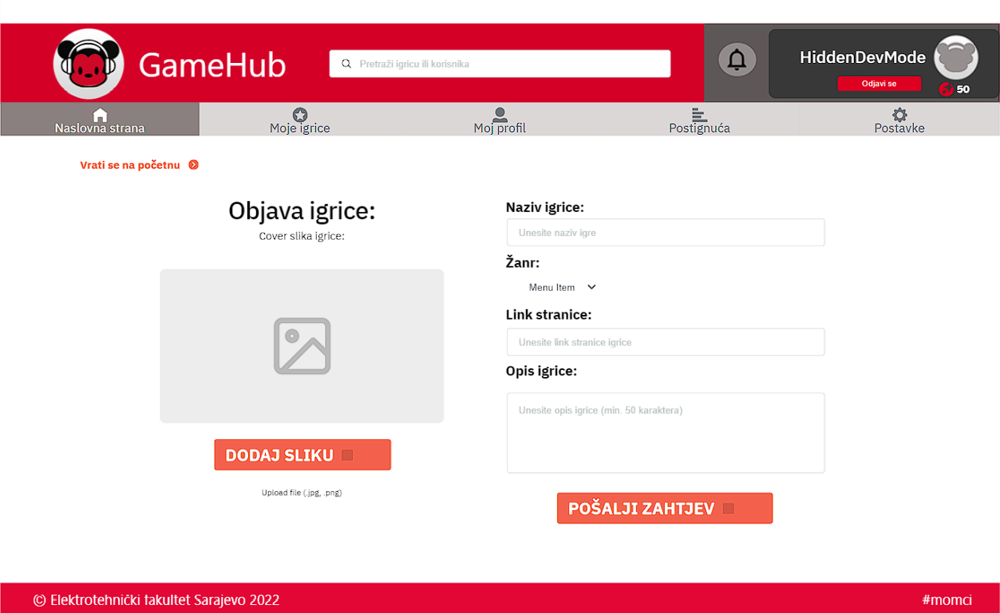 GameHub
Pretraži igricu ili korisnika
HiddenDevMode
Odjavi se
50
Naslovna strana
Moje igrice
Moj profil
Postignuća
Postavke
Vrati se na početnu
Objava igrice:
Cover slika igrice:
DODAJ SLIKU
Upload file (.jpg, .png)
Naziv igrice:
Unesite naziv igre
Žanr:
Menu Item
Link stranice:
Unesite link stranice igrice
Opis igrice:
Unesite opis igrice (min. 50 karaktera)
POŠALJI ZAHTJEV
© Elektrotehnički fakultet Sarajevo 2022
#momci